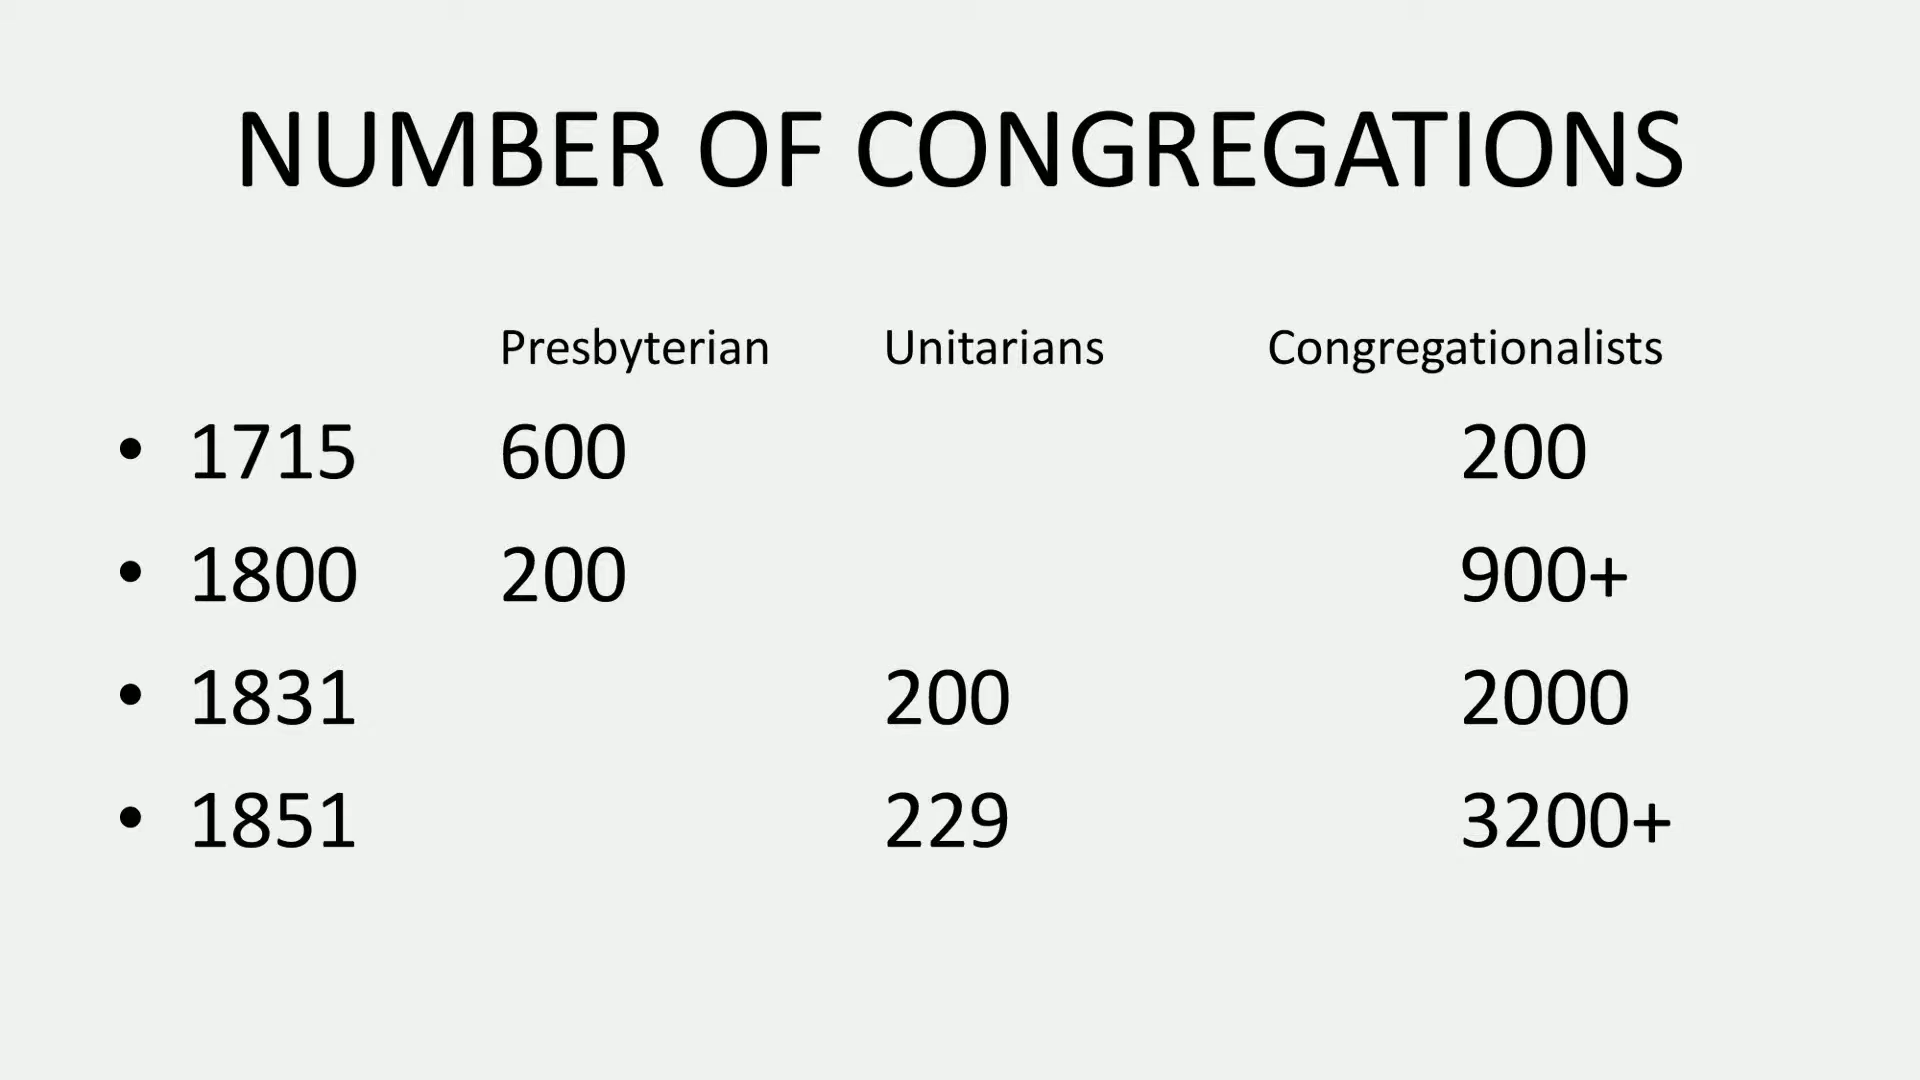 NUMBER OF CONGREGATIONS
Presbyterian Unitarians Congregationalists
• 1715 600 200
• 1800 200 900+
• 1831 200 2000
• 1851 229 3200+